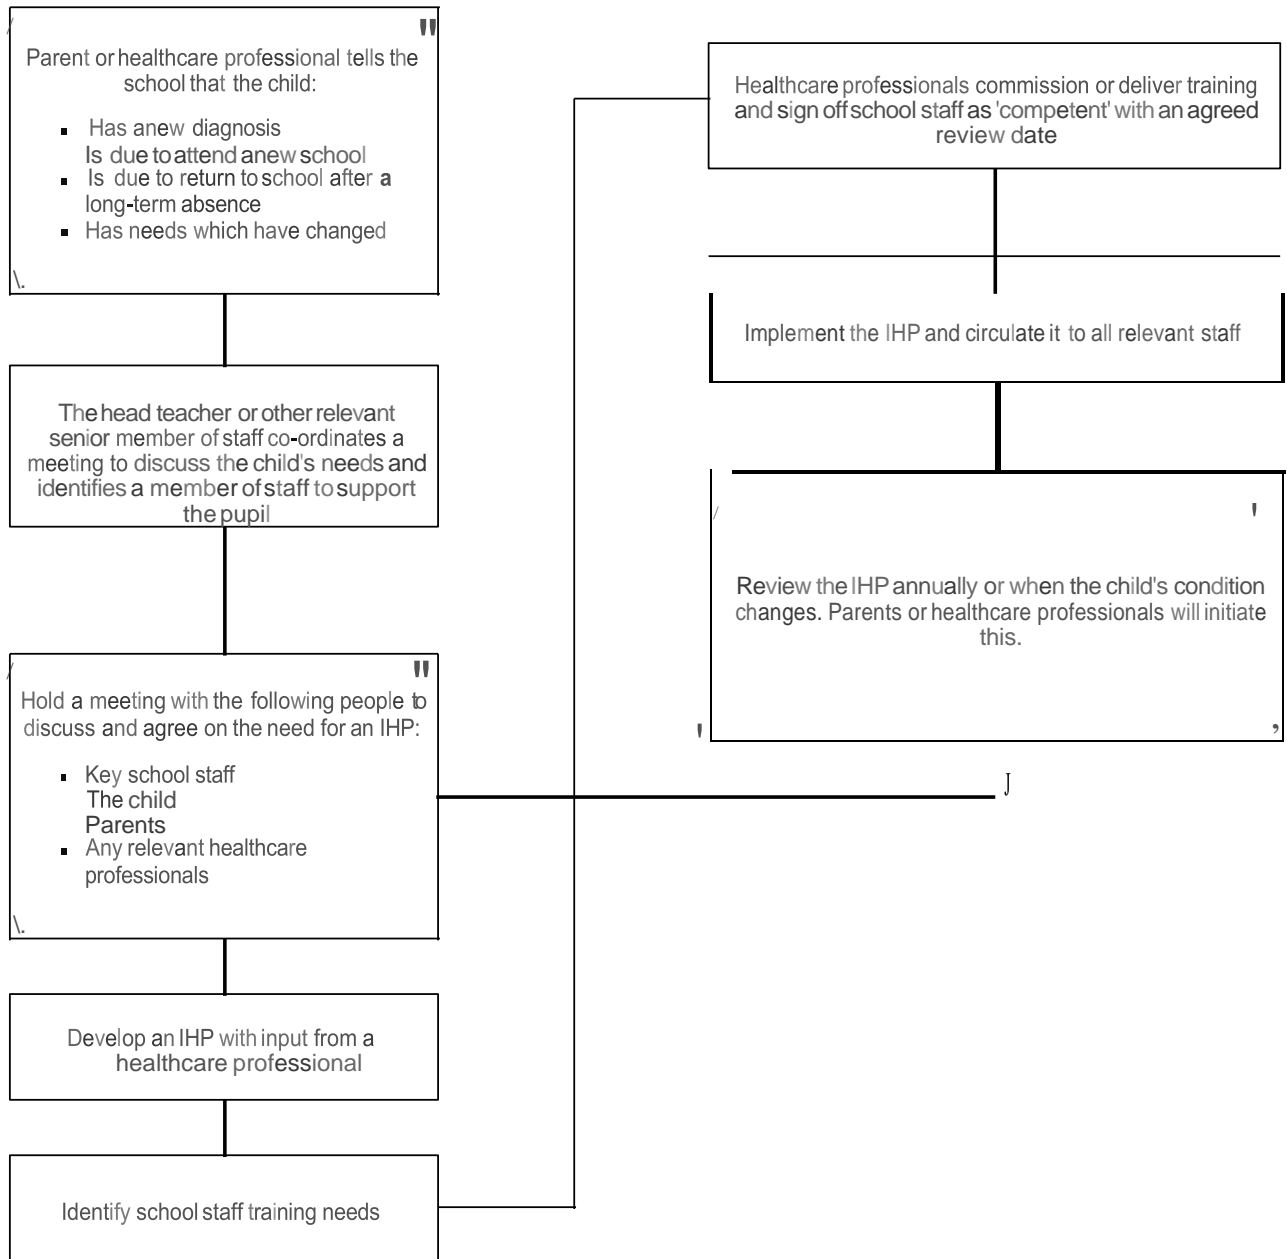 Parent or healthcare professional tells the
school that the child:
▪ Has anew diagnosis
Is due to attend anew school
▪ Is due to return to school after a
long-term absence
▪ Has needs which have changed
The head teacher or other relevant
senior member of staff co-ordinates a
meeting to discuss the child's needs and
identifies a member of staff to support
the pupil
Hold a meeting with the following people to
discuss and agree on the need for an IHP:
▪ Key school staff
The child
Parents
▪ Any relevant healthcare
professionals
Develop an IHP with input from a
healthcare professional
Identify school staff training needs
Healthcare professionals commission or deliver training
and sign off school staff as 'competent' with an agreed
review date
Implement the IHP and circulate it to all relevant staff
Review the IHP annually or when the child's condition
changes. Parents or healthcare professionals will initiate
this.
J